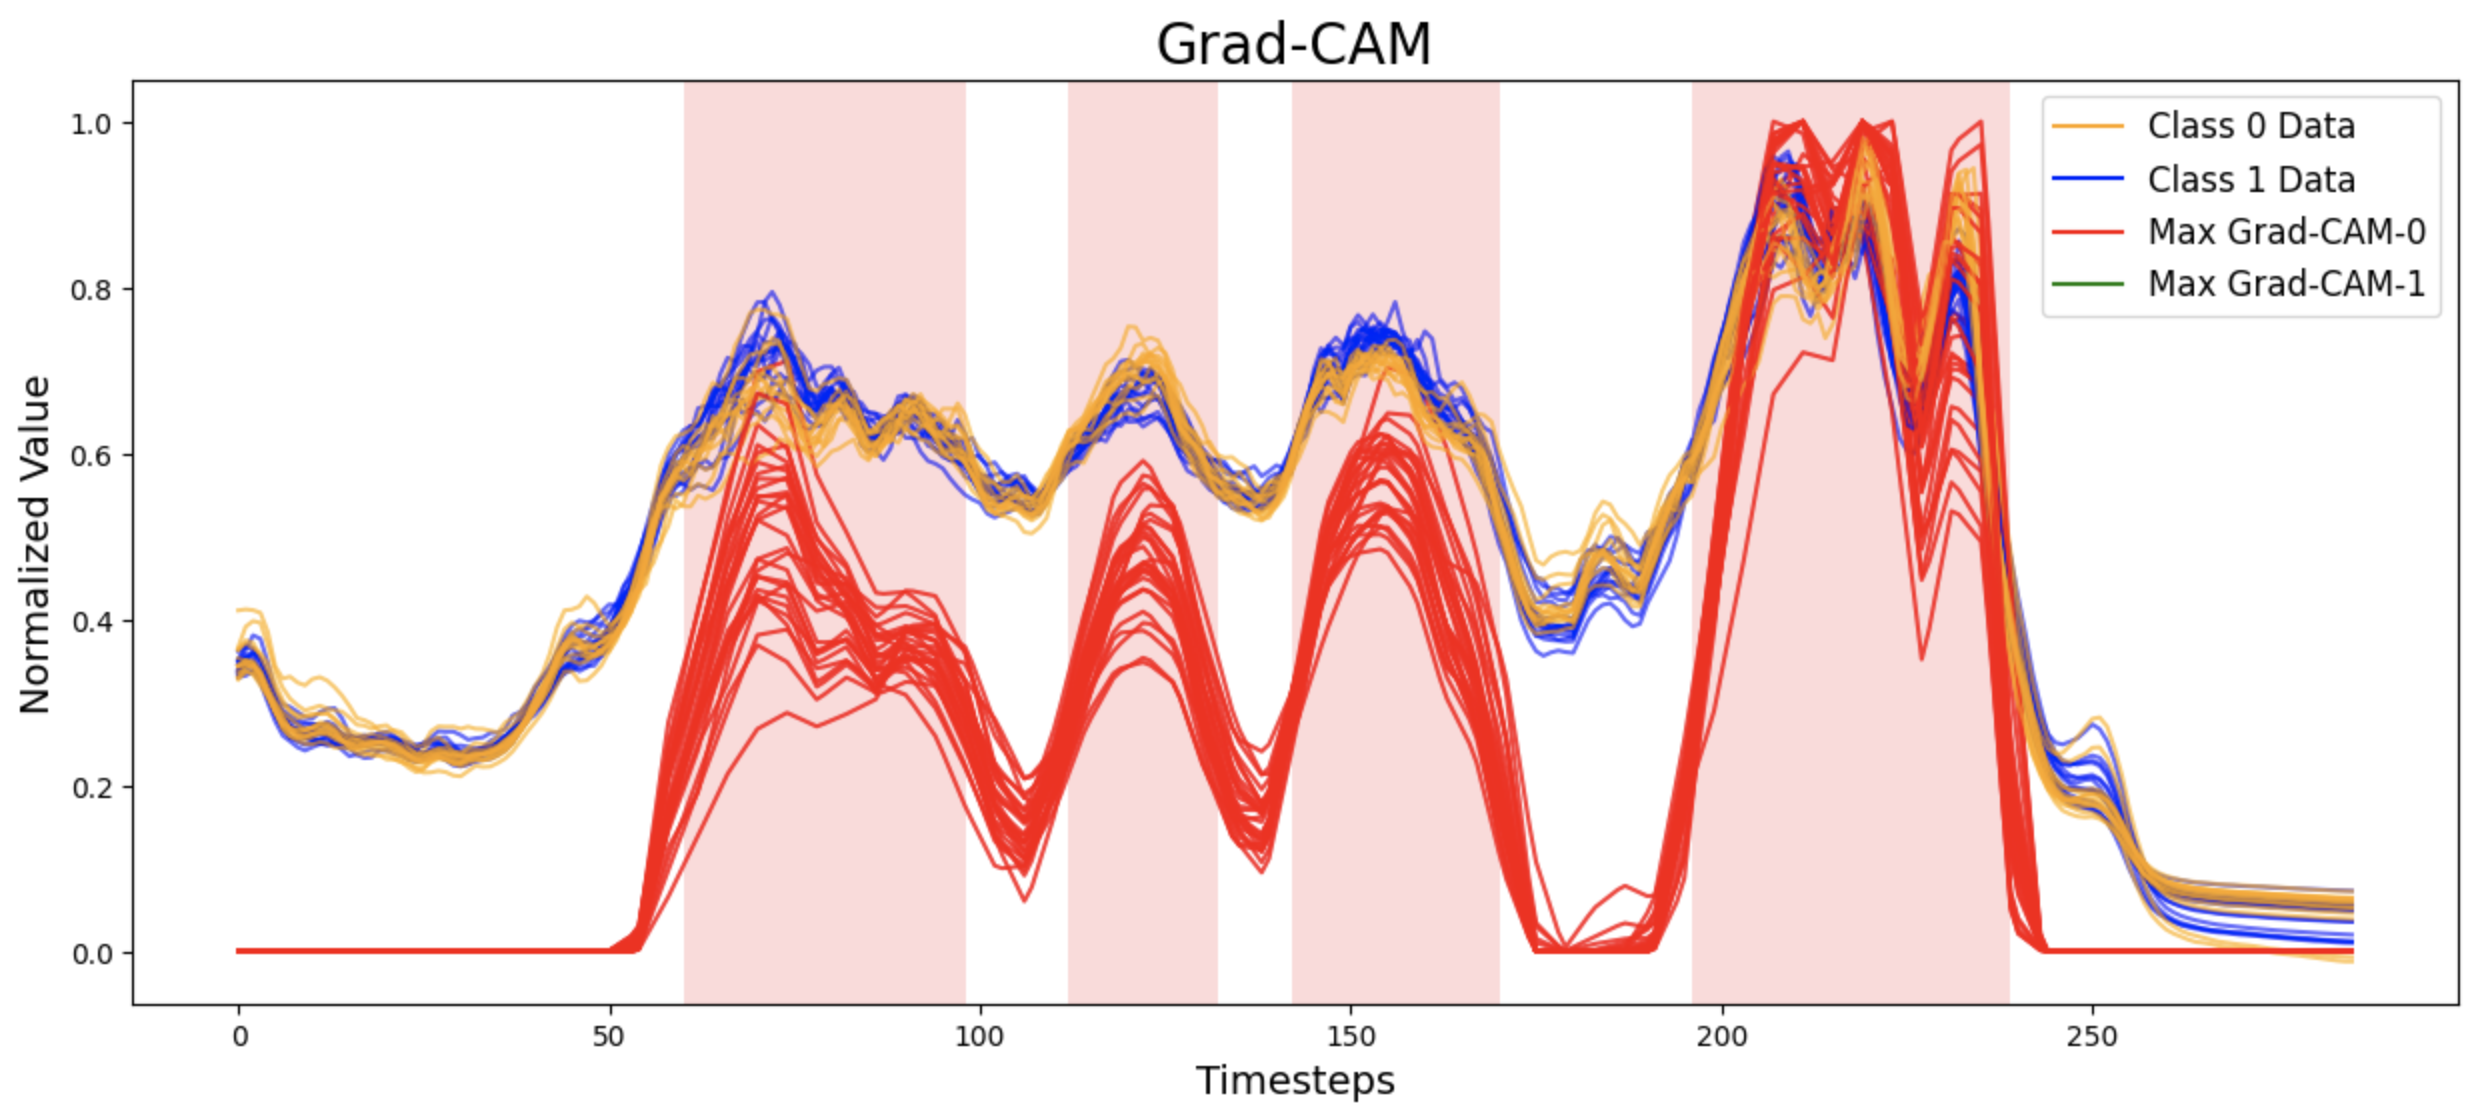 Grad-CAM
Class 0 Data
Class 1 Data
Max Grad-CAM-0
Max Grad-CAM-1
Normalized Value
1.0
0.8
0.6
0.4
0.2
0.0
0 50 100 150 200 250
Timesteps